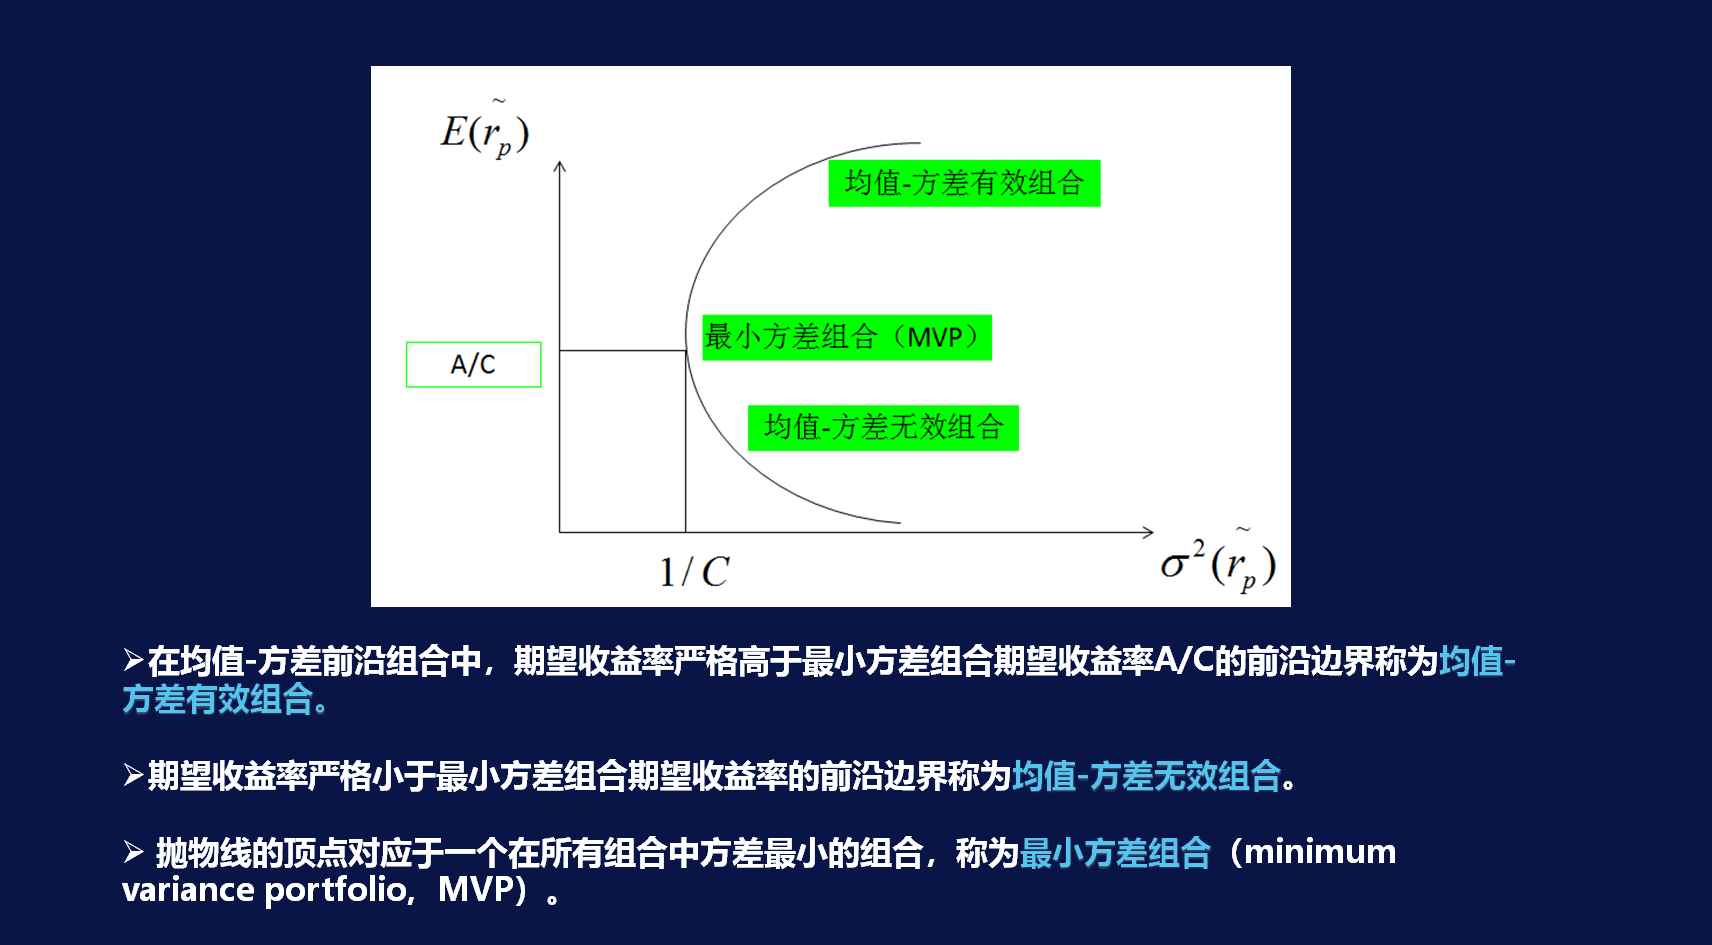 E(r̃_p)
均值-方差有效组合
最小方差组合（MVP）
A/C
均值-方差无效组合
1/C
σ²(r̃_p)
➢在均值-方差前沿组合中，期望收益率严格高于最小方差组合期望收益率A/C的前沿边界称为均值-
方差有效组合。
➢期望收益率严格小于最小方差组合期望收益率的前沿边界称为均值-方差无效组合。
➢ 抛物线的顶点对应于一个在所有组合中方差最小的组合，称为最小方差组合（minimum
variance portfolio，MVP）。